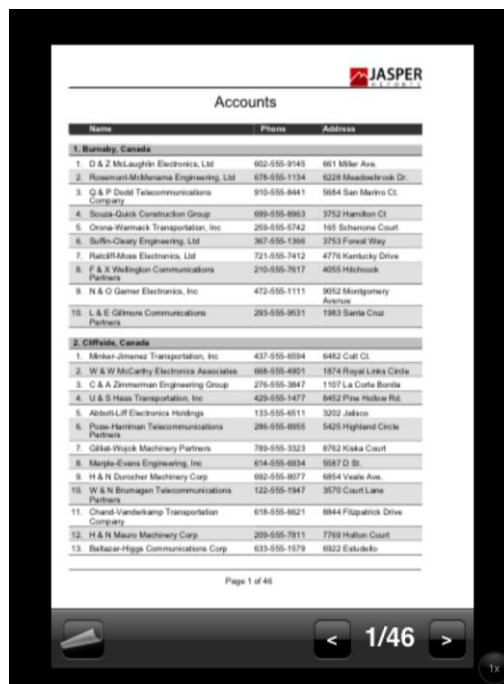 JASPER
REPORTS
Accounts
Name Phone Address
1. Burnaby, Canada
1. D & Z McLaughlin Electronics, Ltd 602-555-9145 661 Miller Ave.
2. Rosemont-McMenama Engineering, Ltd 678-555-1134 6228 Meadowbrook Dr.
3. Q & P Dodd Telecommunications 910-555-8441 5684 San Marino Ct.
Company
4. Souza-Quick Construction Group 699-555-8963 3752 Hamilton Ct
5. Orona-Warmack Transportation, Inc 259-555-5742 165 Schenone Court
6. Suffin-Cleary Engineering, Ltd 367-555-1366 3753 Forest Way
7. Ratcliff-Moss Electronics, Ltd 721-555-7412 4776 Kentucky Drive
8. F & X Wellington Communications 210-555-7617 4055 Hitchcock
Partners
9. N & O Garner Electronics, Inc 472-555-1111 9052 Montgomery
Avenue
10. L & E Gillmore Communications 293-555-9531 1983 Santa Cruz
Partners
2. Cliffside, Canada
1. Minker-Jimenez Transportation, Inc 437-555-6594 6482 Colt Ct.
2. W & W McCarthy Electronics Associates 668-555-4901 1874 Royal Links Circle
3. C & A Zimmerman Engineering Group 276-555-3847 1107 La Corte Bonita
4. U & S Hass Transportation, Inc 429-555-1477 8452 Pine Hollow Rd.
5. Abbott-Liff Electronics Holdings 133-555-6511 3202 Jalisco
6. Pope-Harriman Telecommunications 286-555-8955 5425 Highland Circle
Partners
7. Gilliat-Wojcik Machinery Partners 789-555-3323 8762 Kiska Court
8. Marple-Evans Engineering, Inc 614-555-6934 5587 D St.
9. H & N Durocher Machinery Corp 692-555-8077 6854 Veale Ave.
10. W & N Brumagen Telecommunications 122-555-1947 3570 Court Lane
Partners
11. Chand-Vanderkamp Transportation 618-555-6621 8844 Fitzpatrick Drive
Company
12. H & N Mauro Machinery Corp 209-555-7811 7769 Holton Court
13. Baltazar-Higgs Communications Corp 633-555-1579 6922 Estudello
Page 1 of 46
< 1/46 >
1x